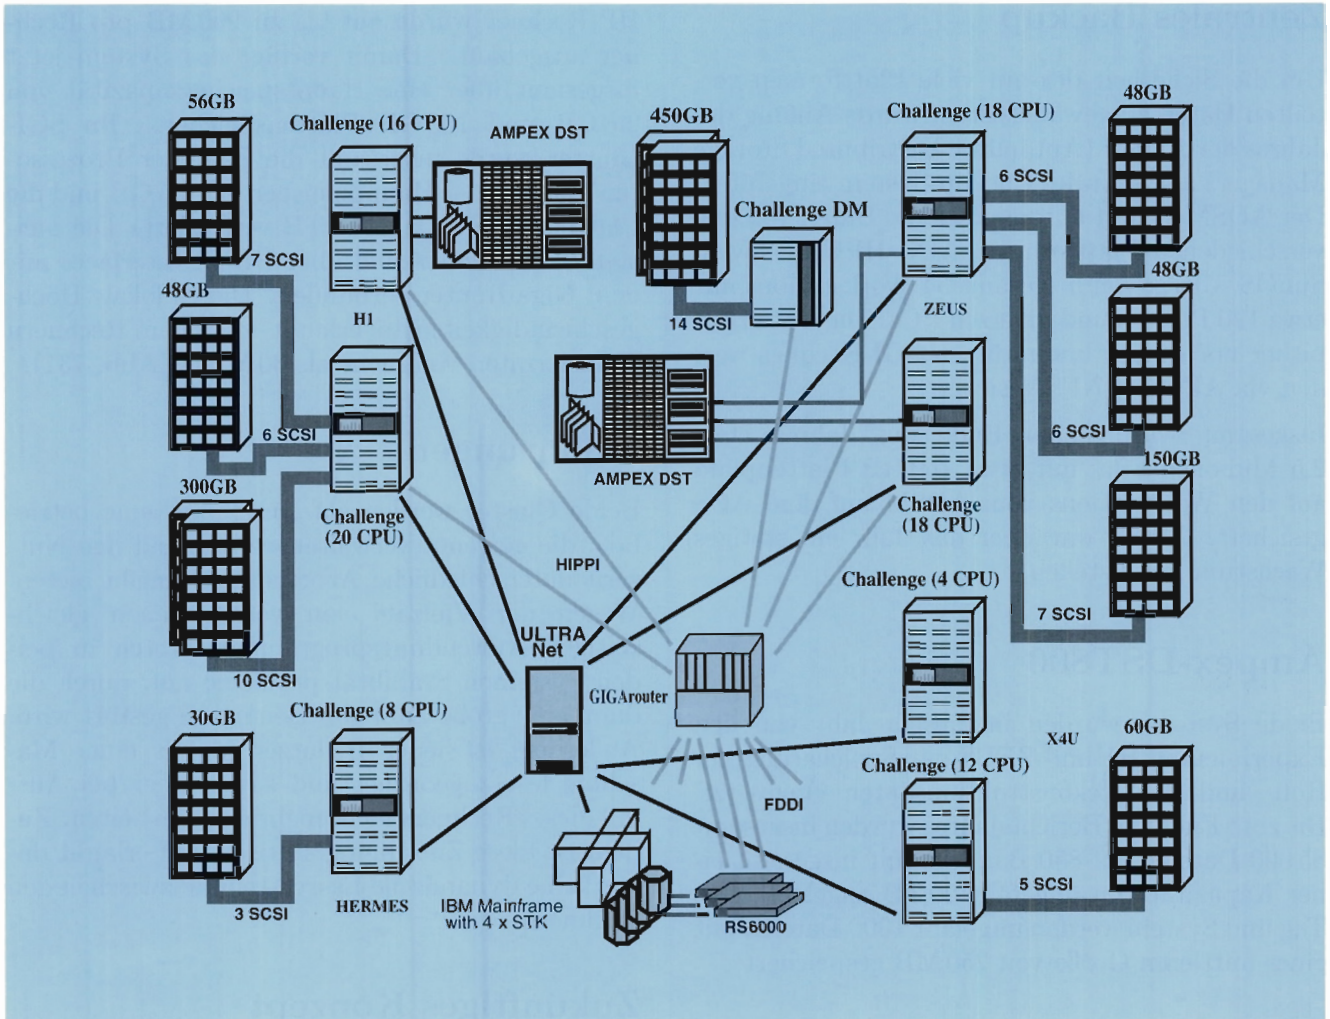 56GB
Challenge (16 CPU)
AMPEX DST
450GB
Challenge (18 CPU)
48GB
6 SCSI
Challenge DM
7 SCSI
48GB
H1
14 SCSI
ZEUS
48GB
6 SCSI
6 SCSI
150GB
AMPEX DST
300GB
Challenge
(20 CPU)
Challenge
(18 CPU)
HIPPI
Challenge (4 CPU)
7 SCSI
ULTRA
Net
10 SCSI
GIGArouter
30GB
Challenge (8 CPU)
X4U
60GB
Challenge (12 CPU)
FDDI
5 SCSI
3 SCSI
HERMES
IBM Mainframe
with 4 x STK
RS6000